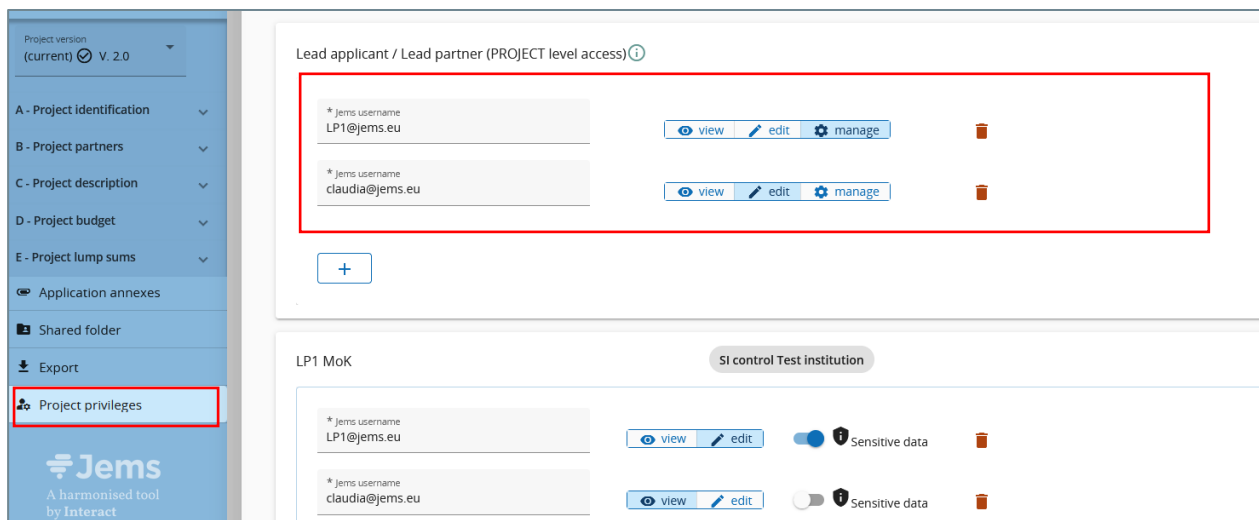 Project version
(current) V. 2.0
A - Project identification
B - Project partners
C - Project description
D - Project budget
E - Project lump sums
Application annexes
Shared folder
Export
Project privileges
Jems
A harmonised tool
by Interact
Lead applicant / Lead partner (PROJECT level access)
* Jems username
LP1@jems.eu
view edit manage
* Jems username
claudia@jems.eu
view edit manage
+
LP1 MoK
SI control Test institution
* Jems username
LP1@jems.eu
view edit Sensitive data
* Jems username
claudia@jems.eu
view edit Sensitive data